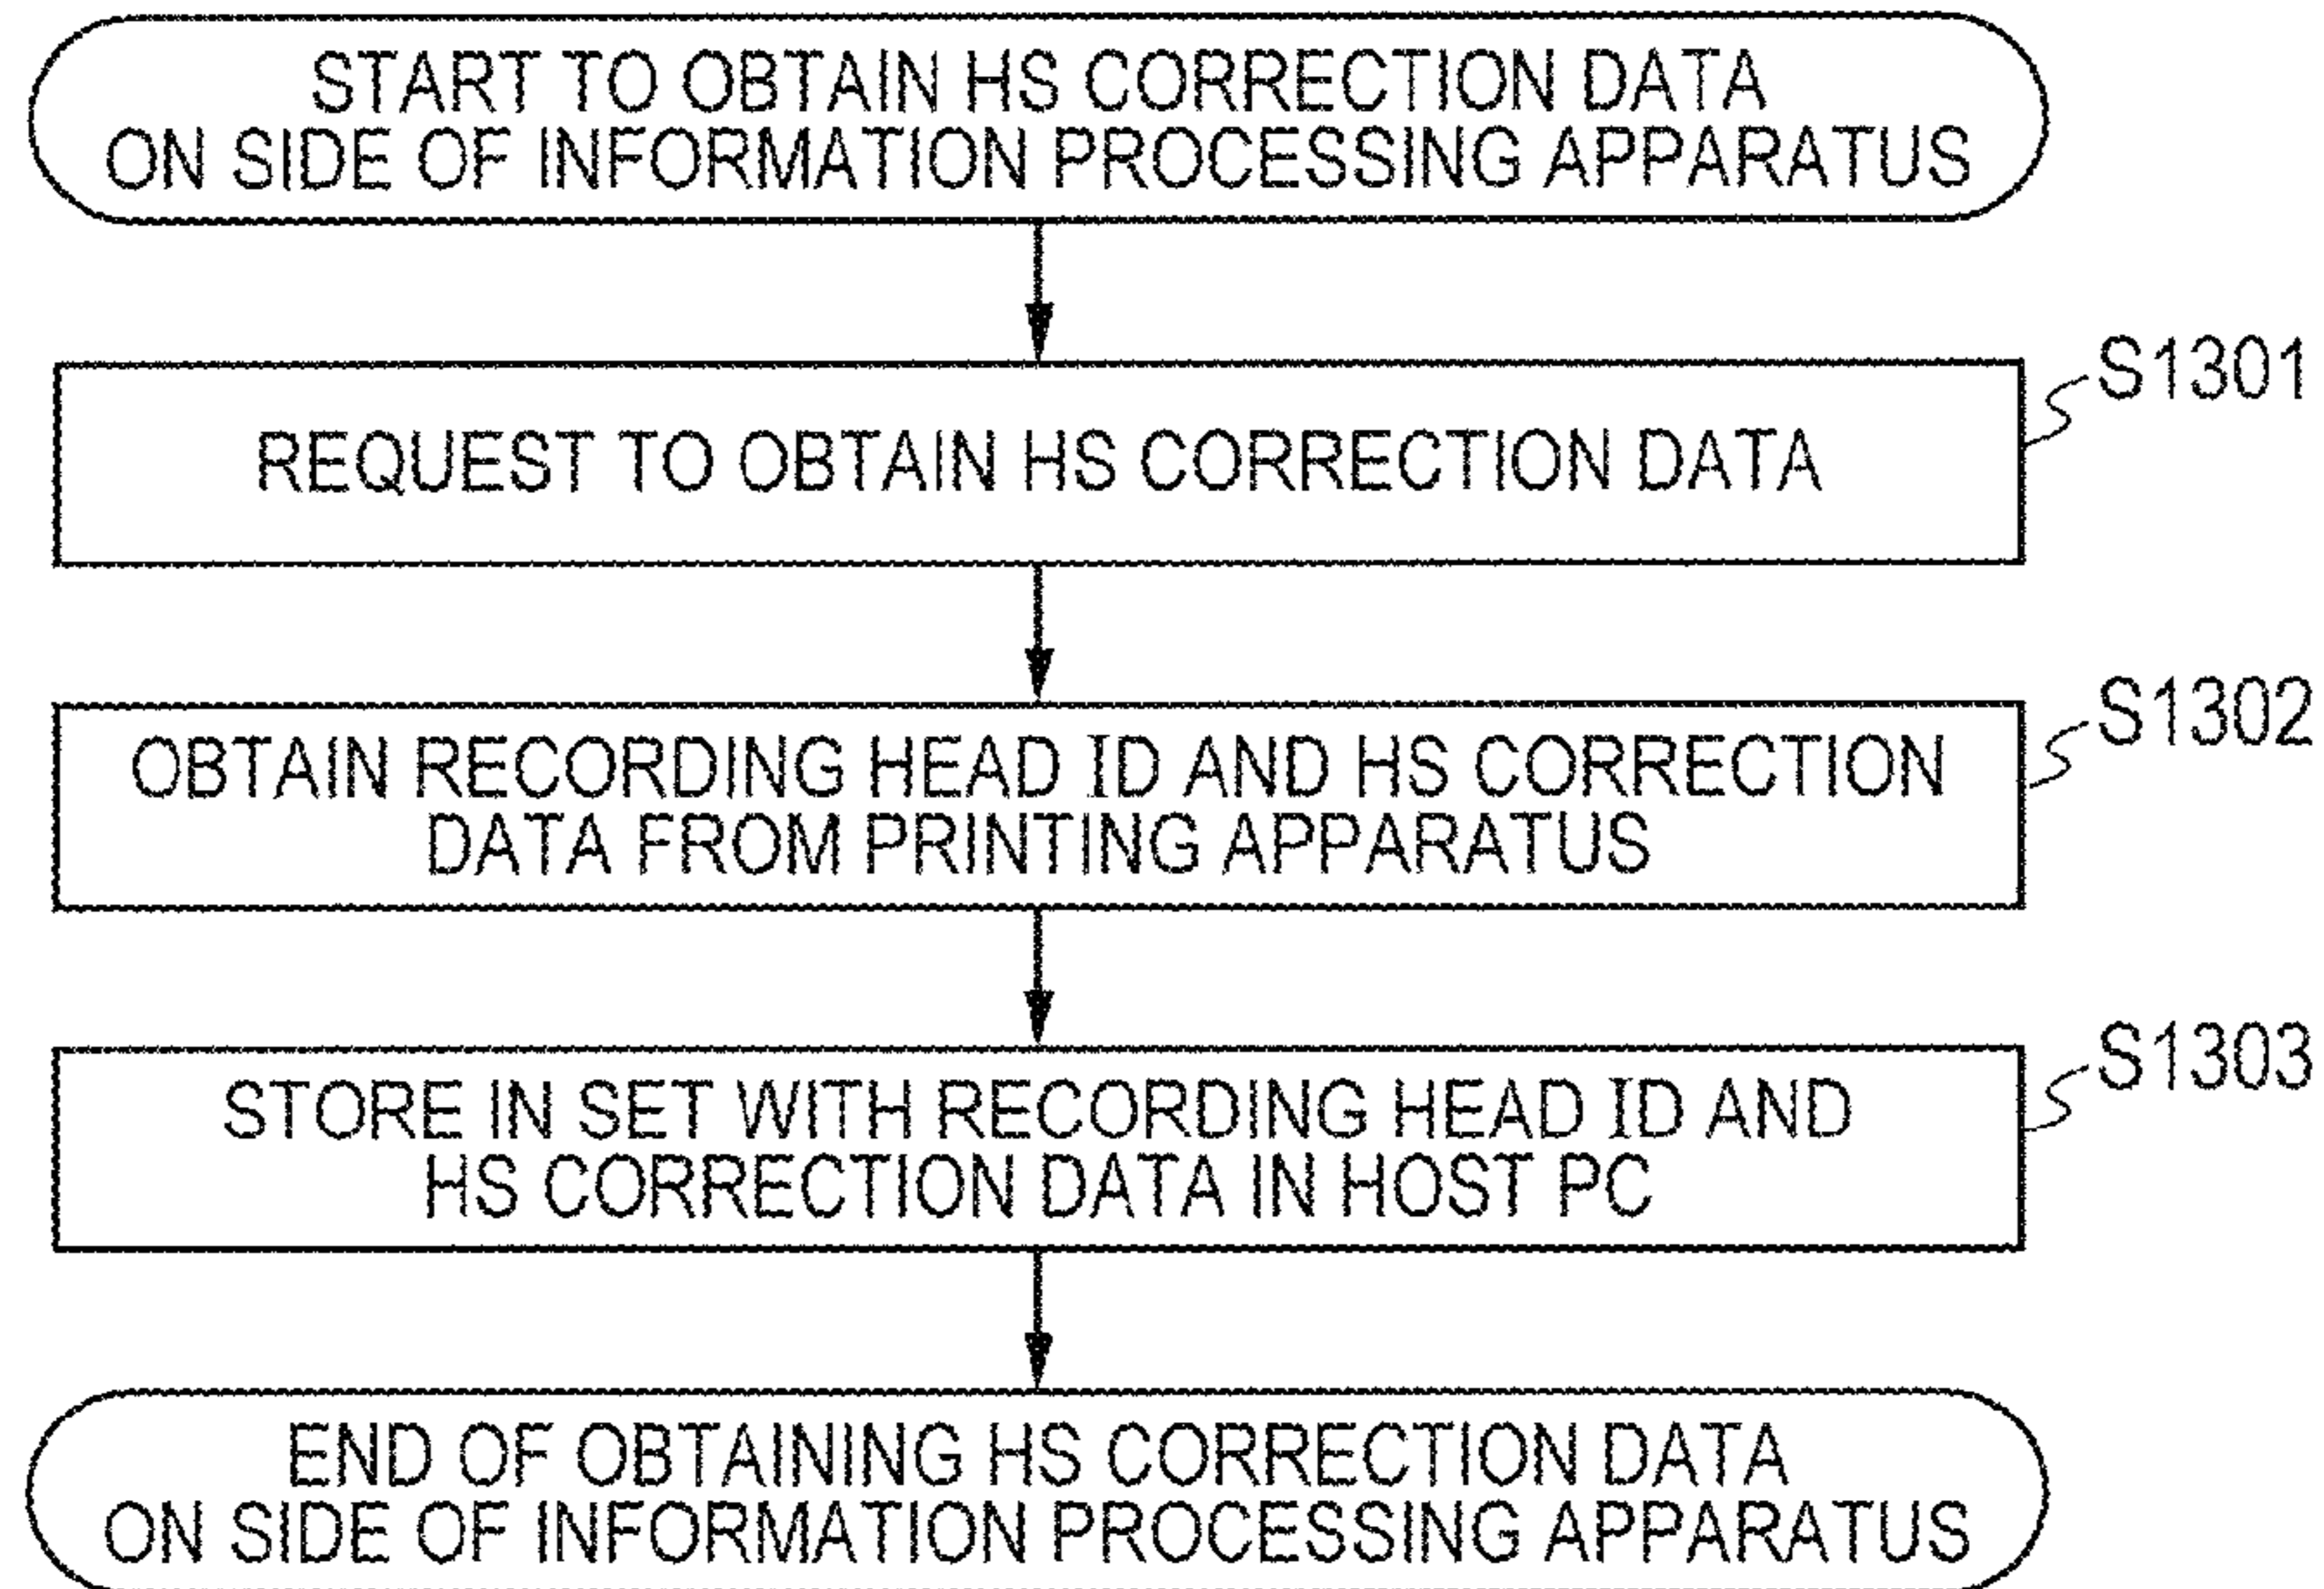 START TO OBTAIN HS CORRECTION DATA
ON SIDE OF INFORMATION PROCESSING APPARATUS
S1301
REQUEST TO OBTAIN HS CORRECTION DATA
S1302
OBTAIN RECORDING HEAD ID AND HS CORRECTION
DATA FROM PRINTING APPARATUS
S1303
STORE IN SET WITH RECORDING HEAD ID AND
HS CORRECTION DATA IN HOST PC
END OF OBTAINING HS CORRECTION DATA
ON SIDE OF INFORMATION PROCESSING APPARATUS